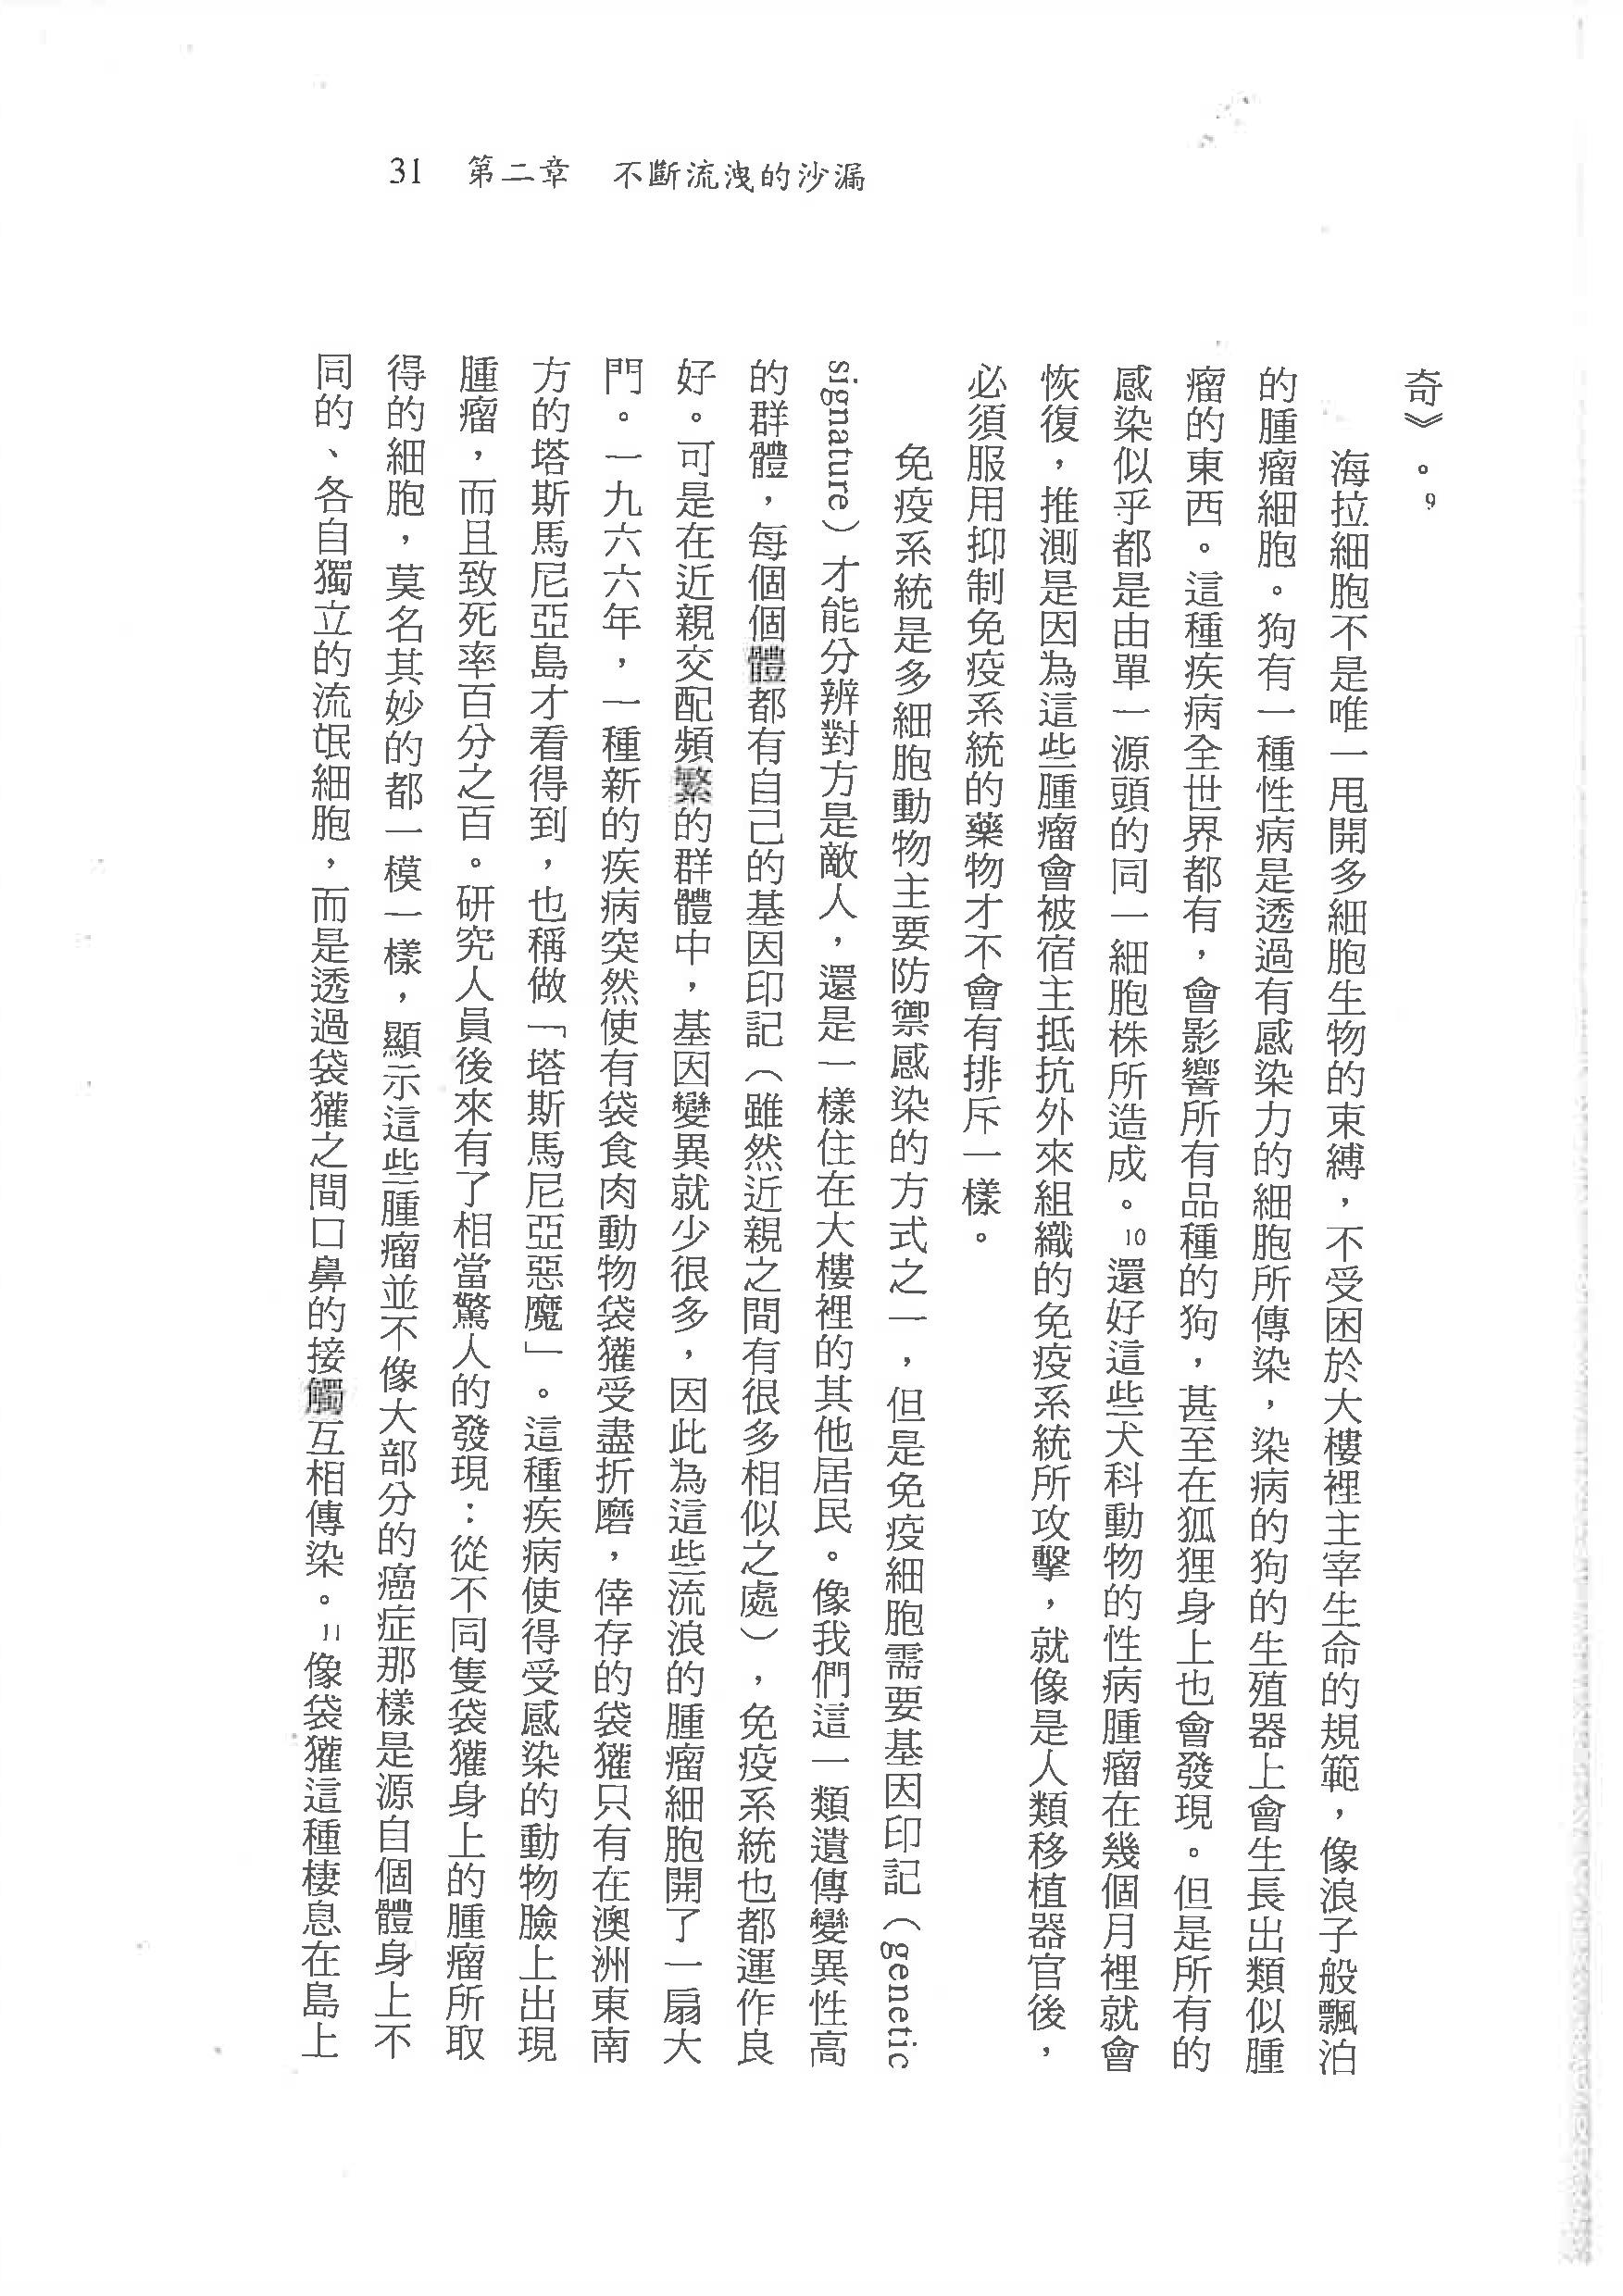 31 第二章 不斷流洩的沙漏
奇》。9
海拉細胞不是唯一甩開多細胞生物的束縛，不受困於大樓裡主宰生命的規範，像浪子般飄泊
的腫瘤細胞。狗有一種性病是透過有感染力的細胞所傳染，染病的狗的生殖器上會生長出類似腫
瘤的東西。這種疾病全世界都有，會影響所有品種的狗，甚至在狐狸身上也會發現。但是所有的
感染似乎都是由單一源頭的同一細胞株所造成。10還好這些犬科動物的性病腫瘤在幾個月裡就會
恢復，推測是因為這些腫瘤會被宿主抵抗外來組織的免疫系統所攻擊，就像是人類移植器官後，
必須服用抑制免疫系統的藥物才不會有排斥一樣。
免疫系統是多細胞動物主要防禦感染的方式之一，但是免疫細胞需要基因印記（genetic
signature）才能分辨對方是敵人，還是一樣住在大樓裡的其他居民。像我們這一類遺傳變異性高
的群體，每個個體都有自己的基因印記（雖然近親之間有很多相似之處），免疫系統也都運作良
好。可是在近親交配頻繁的群體中，基因變異就少很多，因此為這些流浪的腫瘤細胞開了一扇大
門。一九六六年，一種新的疾病突然使有袋食肉動物袋獾受盡折磨，倖存的袋獾只有在澳洲東南
方的塔斯馬尼亞島才看得到，也稱做「塔斯馬尼亞惡魔」。這種疾病使得受感染的動物臉上出現
腫瘤，而且致死率百分之百。研究人員後來有了相當驚人的發現：從不同隻袋獾身上的腫瘤所取
得的細胞，莫名其妙的都一模一樣，顯示這些腫瘤並不像大部分的癌症那樣是源自個體身上不
同的、各自獨立的流氓細胞，而是透過袋獾之間口鼻的接觸互相傳染。11像袋獾這種棲息在島上